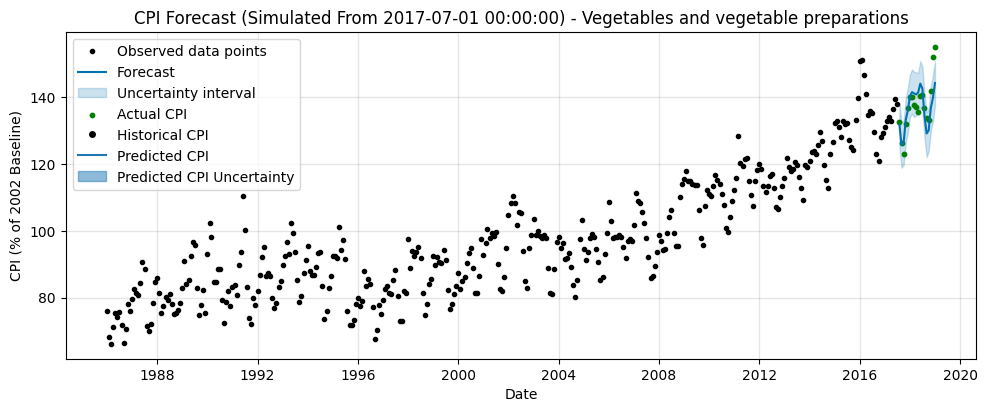 CPI Forecast (Simulated From 2017-07-01 00:00:00) - Vegetables and vegetable preparations
Observed data points
Forecast
Uncertainty interval
Actual CPI
Historical CPI
Predicted CPI
Predicted CPI Uncertainty
CPI (% of 2002 Baseline)
140
120
100
80
1988 1992 1996 2000 2004 2008 2012 2016 2020
Date